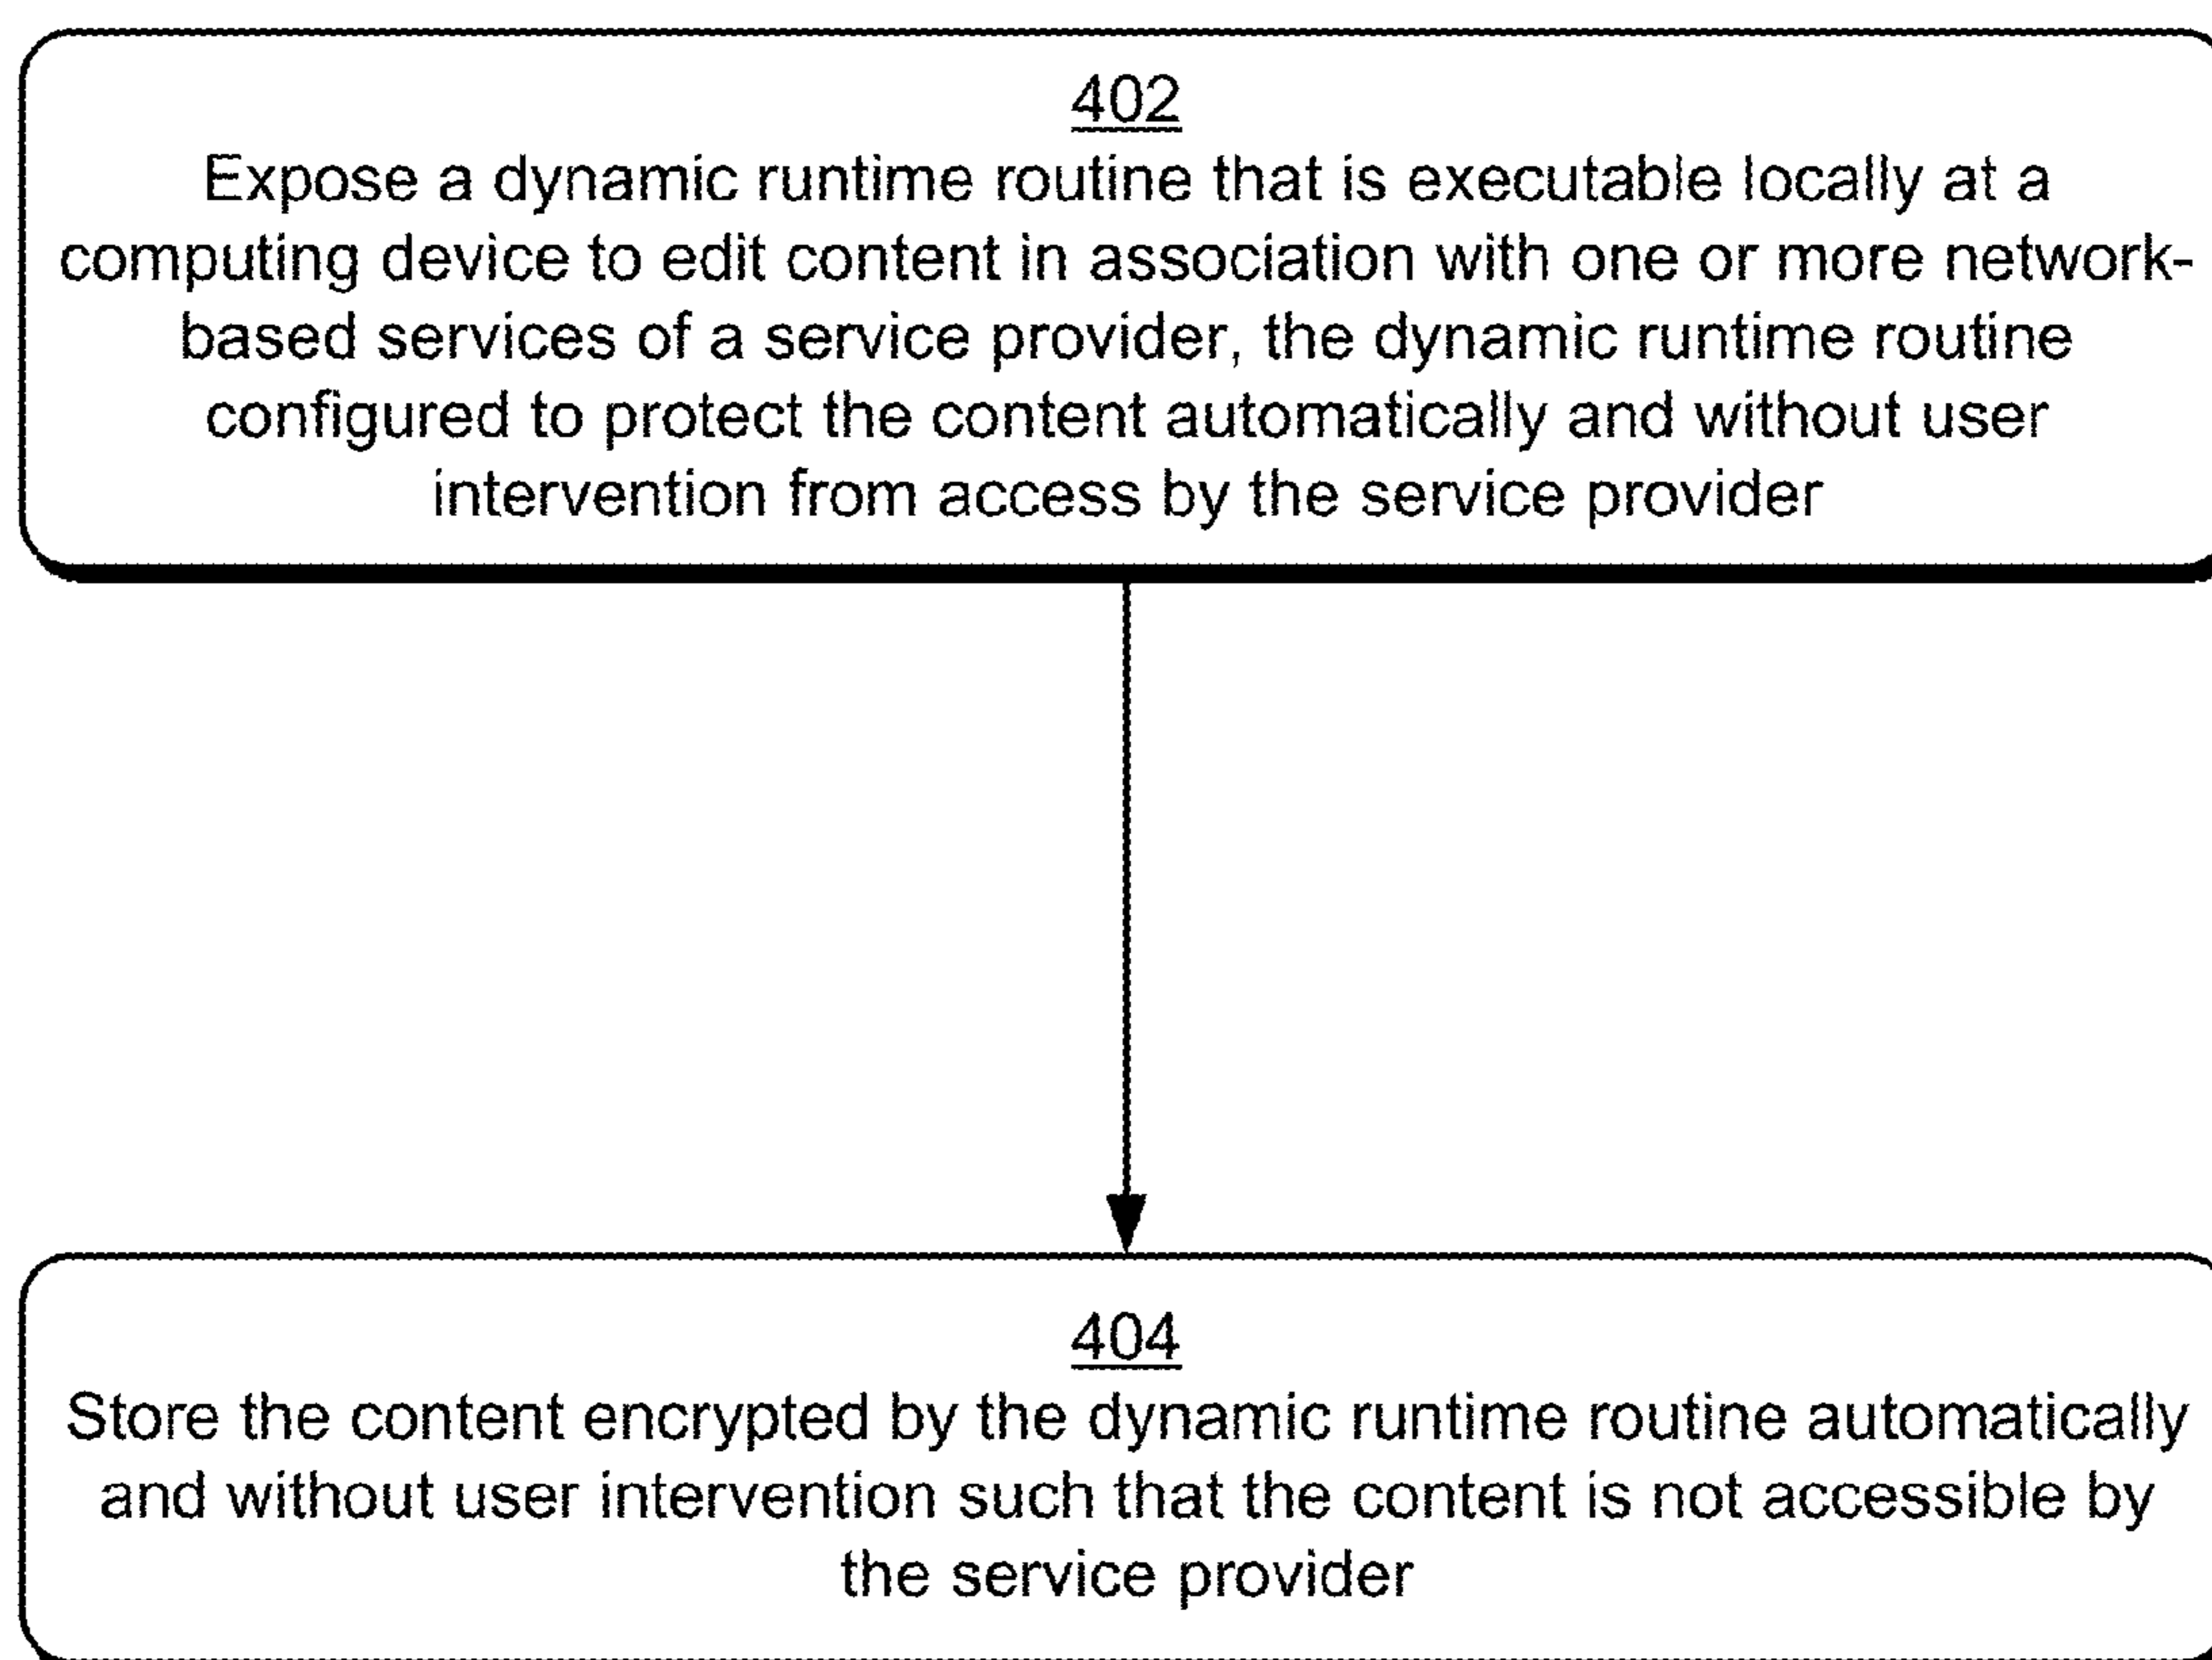 402
Expose a dynamic runtime routine that is executable locally at a
computing device to edit content in association with one or more network-
based services of a service provider, the dynamic runtime routine
configured to protect the content automatically and without user
intervention from access by the service provider
404
Store the content encrypted by the dynamic runtime routine automatically
and without user intervention such that the content is not accessible by
the service provider